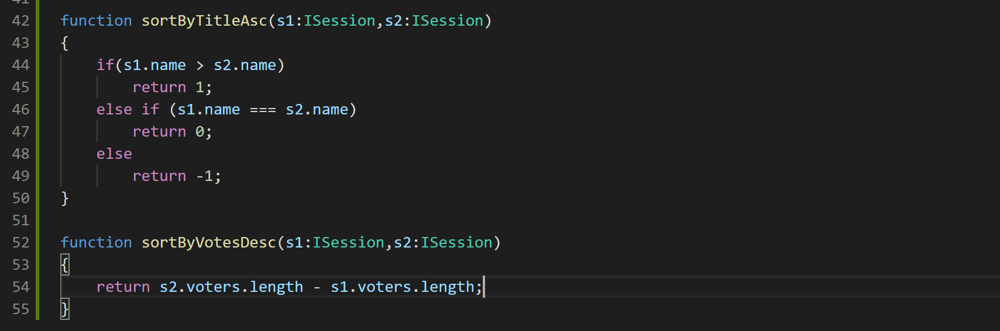 41
42 function sortByTitleAsc(s1:ISession,s2:ISession)
43 {
44     if(s1.name > s2.name)
45         return 1;
46     else if (s1.name === s2.name)
47         return 0;
48     else
49         return -1;
50 }
51
52 function sortByVotesDesc(s1:ISession,s2:ISession)
53 {
54     return s2.voters.length - s1.voters.length;
55 }